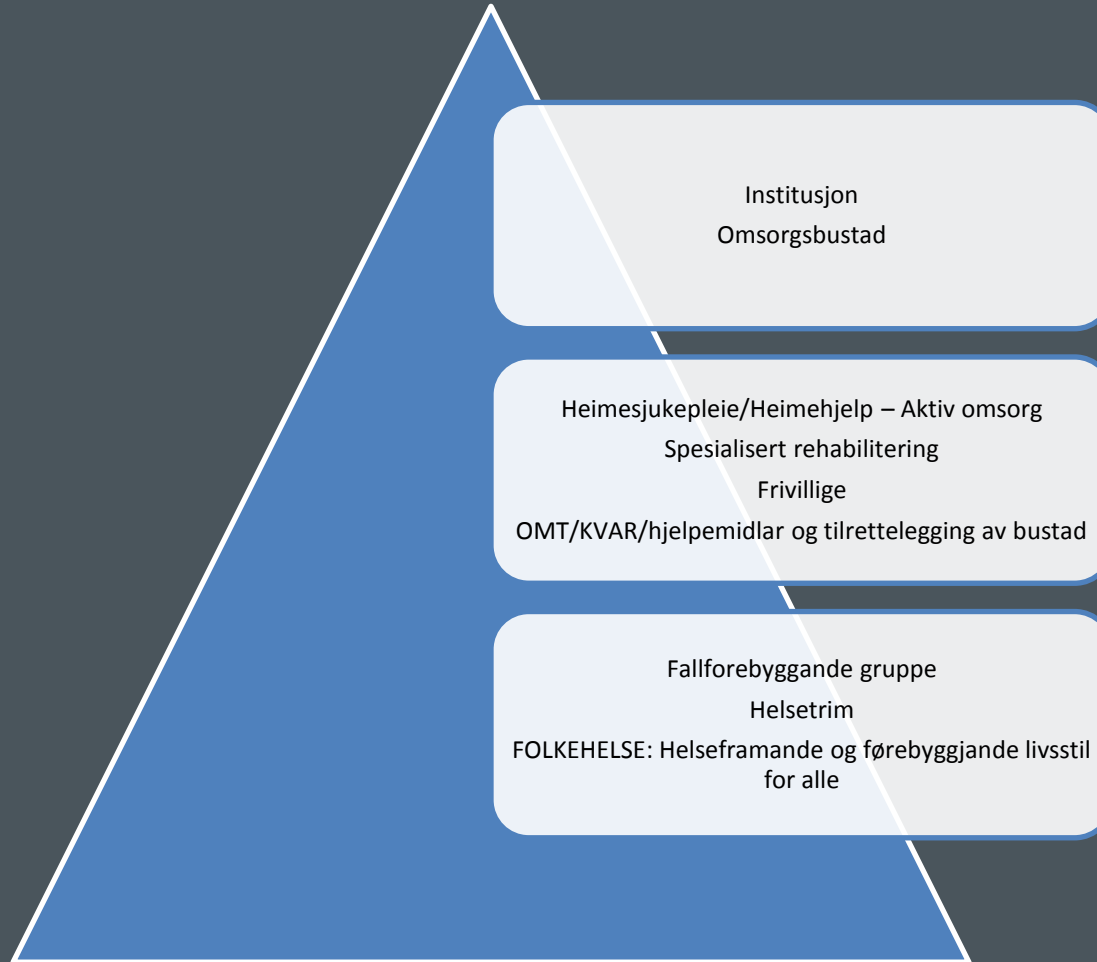 Institusjon
Omsorgsbustad
Heimesjukepleie/Heimehjelp – Aktiv omsorg
Spesialisert rehabilitering
Frivillige
OMT/KVAR/hjelpemidlar og tilrettelegging av bustad
Fallforebyggande gruppe
Helsetrim
FOLKEHELSE: Helseframande og førebyggjande livsstil
for alle